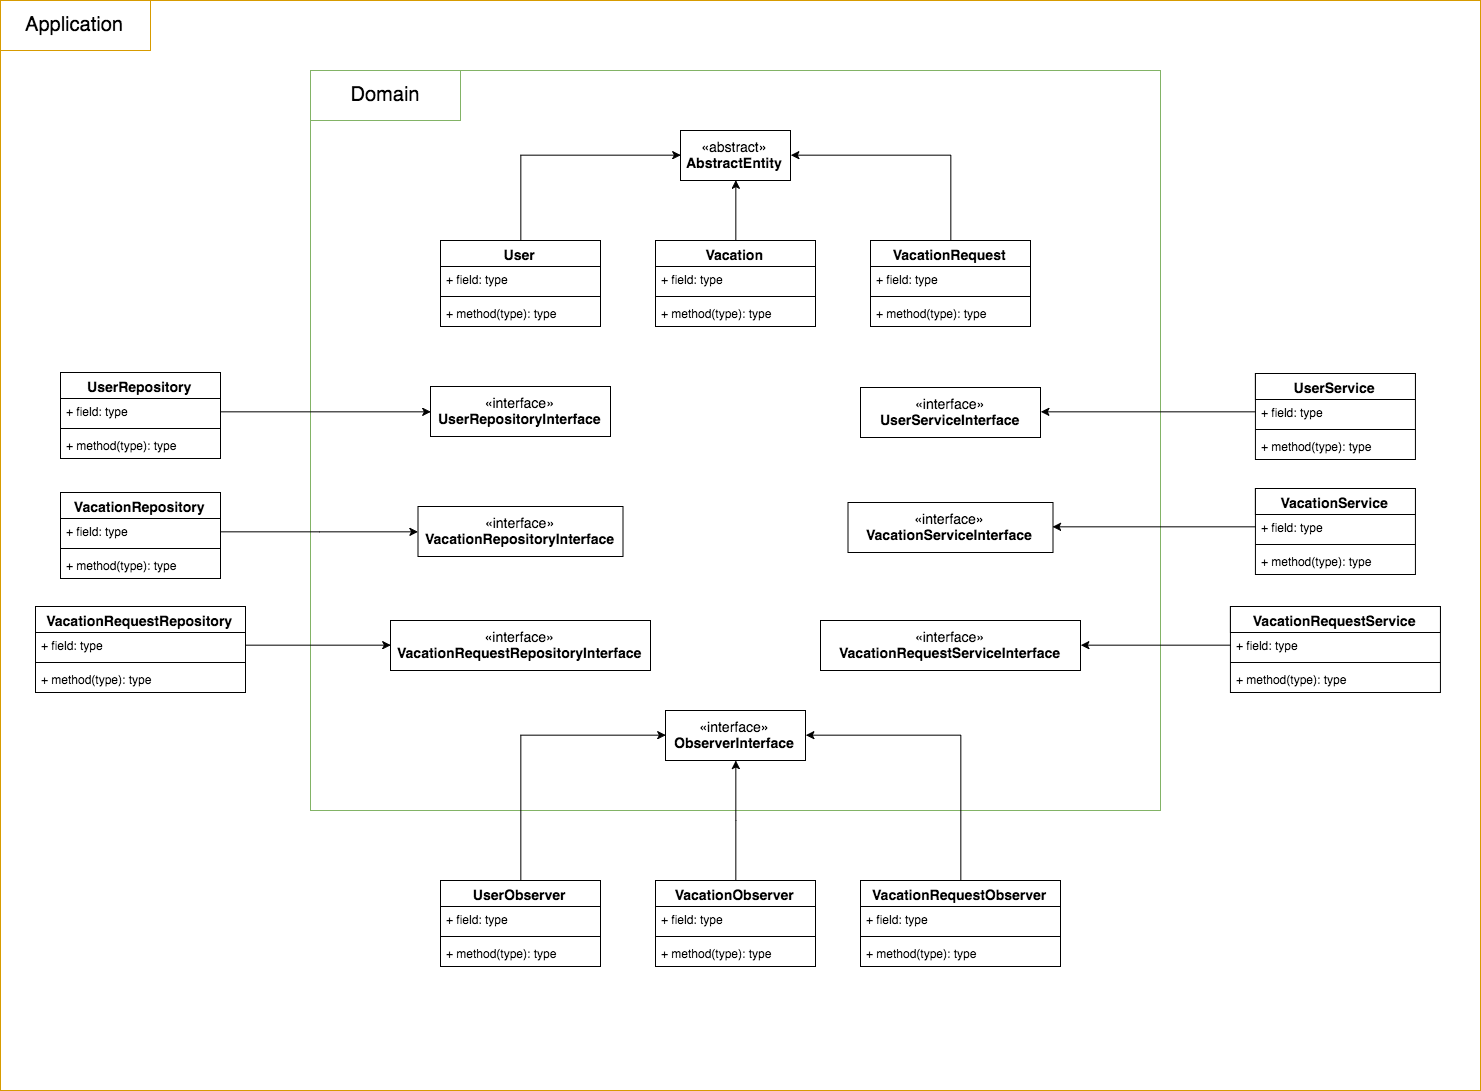 Application
Domain
«abstract»
AbstractEntity
User
+ field: type
+ method(type): type
Vacation
+ field: type
+ method(type): type
VacationRequest
+ field: type
+ method(type): type
UserRepository
+ field: type
+ method(type): type
«interface»
UserRepositoryInterface
«interface»
UserServiceInterface
UserService
+ field: type
+ method(type): type
VacationRepository
+ field: type
+ method(type): type
«interface»
VacationRepositoryInterface
«interface»
VacationServiceInterface
VacationService
+ field: type
+ method(type): type
VacationRequestRepository
+ field: type
+ method(type): type
«interface»
VacationRequestRepositoryInterface
«interface»
VacationRequestServiceInterface
VacationRequestService
+ field: type
+ method(type): type
«interface»
ObserverInterface
UserObserver
+ field: type
+ method(type): type
VacationObserver
+ field: type
+ method(type): type
VacationRequestObserver
+ field: type
+ method(type): type